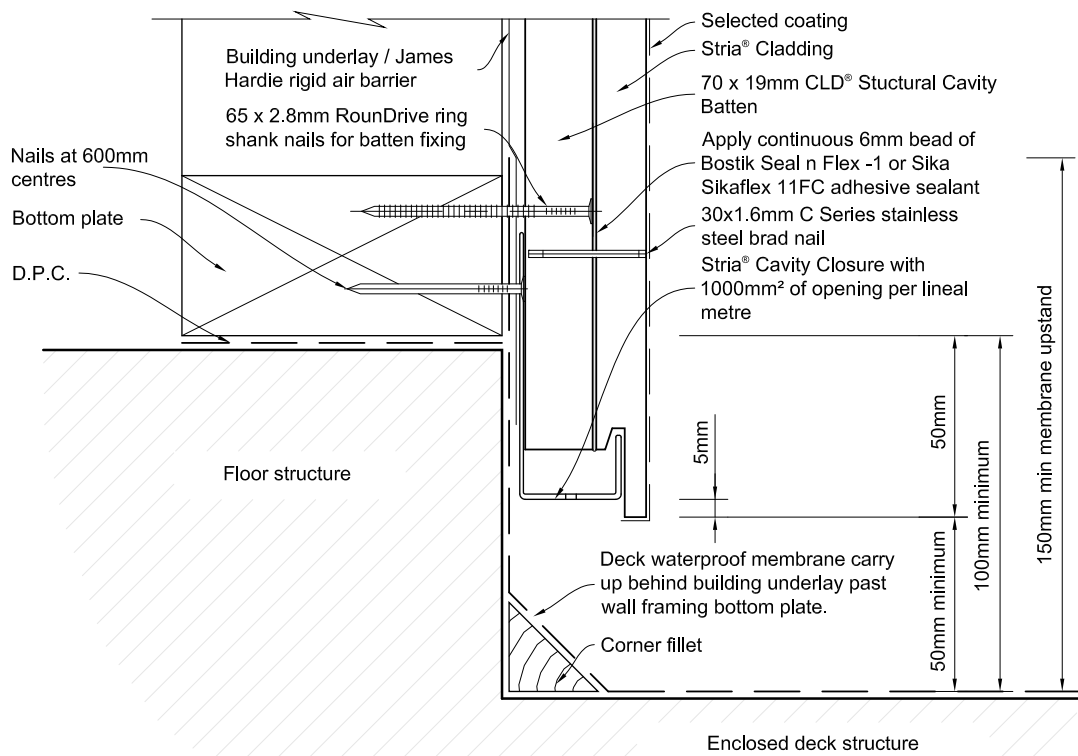 Selected coating
Stria® Cladding
70 x 19mm CLD® Stuctural Cavity
Batten
Apply continuous 6mm bead of
Bostik Seal n Flex -1 or Sika
Sikaflex 11FC adhesive sealant
30x1.6mm C Series stainless
steel brad nail
Stria® Cavity Closure with
1000mm² of opening per lineal
metre
Building underlay / James
Hardie rigid air barrier
65 x 2.8mm RounDrive ring
shank nails for batten fixing
Nails at 600mm
centres
Bottom plate
D.P.C.
Floor structure
5mm
50mm
50mm minimum
100mm minimum
150mm min membrane upstand
Deck waterproof membrane carry
up behind building underlay past
wall framing bottom plate.
Corner fillet
Enclosed deck structure